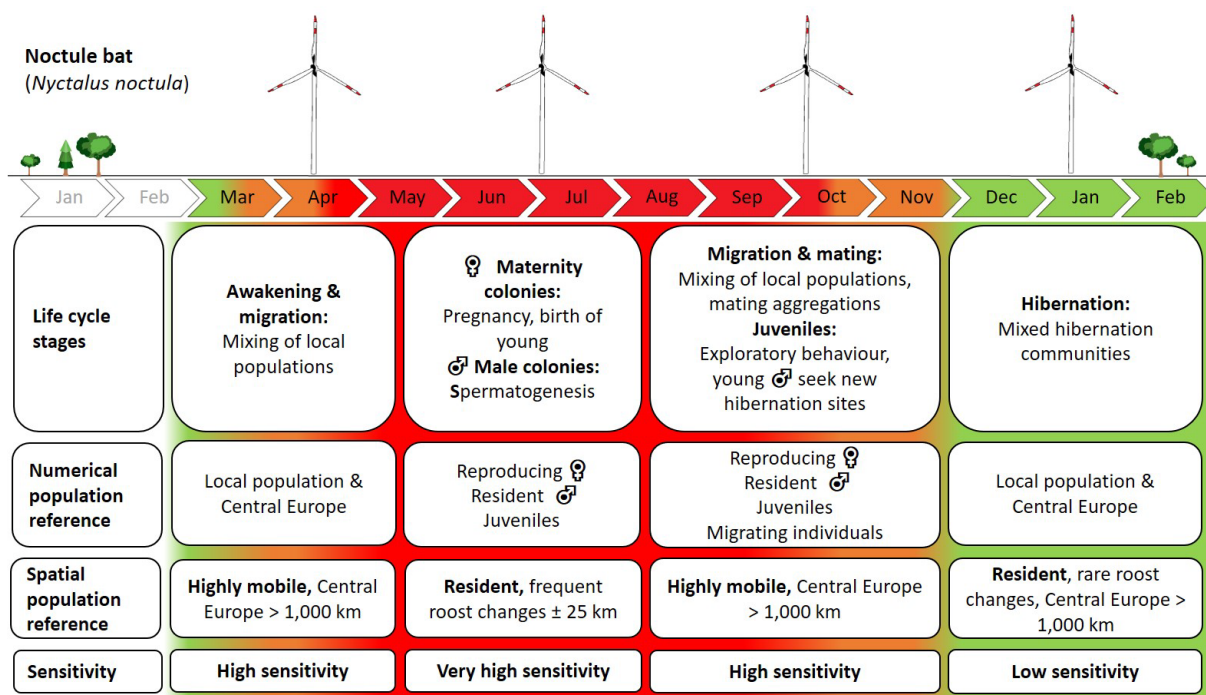 Noctule bat
(Nyctalus noctula)
Jan Feb Mar Apr May Jun Jul Aug Sep Oct Nov Dec Jan Feb
Life cycle
stages
Awakening &
migration:
Mixing of local
populations
Maternity
colonies:
Pregnancy, birth of
young
Male colonies:
Spermatogenesis
Migration & mating:
Mixing of local populations,
mating aggregations
Juveniles:
Exploratory behaviour,
young ♂ seek new
hibernation sites
Hibernation:
Mixed hibernation
communities
Numerical
population
reference
Local population &
Central Europe
Reproducing ♀
Resident ♂
Juveniles
Reproducing ♀
Resident ♂
Juveniles
Migrating individuals
Local population &
Central Europe
Spatial
population
reference
Highly mobile, Central
Europe > 1,000 km
Resident, frequent
roost changes ± 25 km
Highly mobile, Central Europe
> 1,000 km
Resident, rare roost
changes, Central Europe >
1,000 km
Sensitivity
High sensitivity
Very high sensitivity
High sensitivity
Low sensitivity